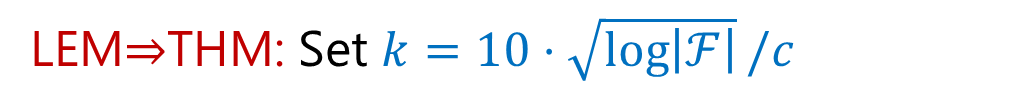 LEM⇒THM: Set k = 10 · √log|ℱ| /c